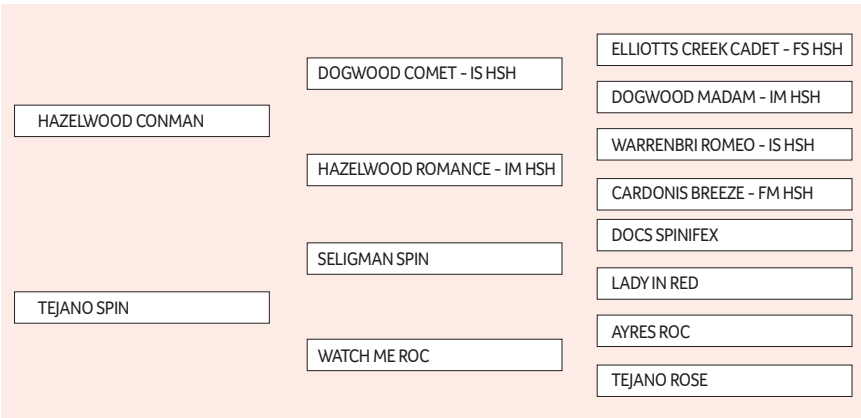 HAZELWOOD CONMAN
TEJANO SPIN
DOGWOOD COMET - IS HSH
HAZELWOOD ROMANCE - IM HSH
SELIGMAN SPIN
WATCH ME ROC
ELLIOTTS CREEK CADET - FS HSH
DOGWOOD MADAM - IM HSH
WARRENBRI ROMEO - IS HSH
CARDONIS BREEZE - FM HSH
DOCS SPINIFEX
LADY IN RED
AYRES ROC
TEJANO ROSE